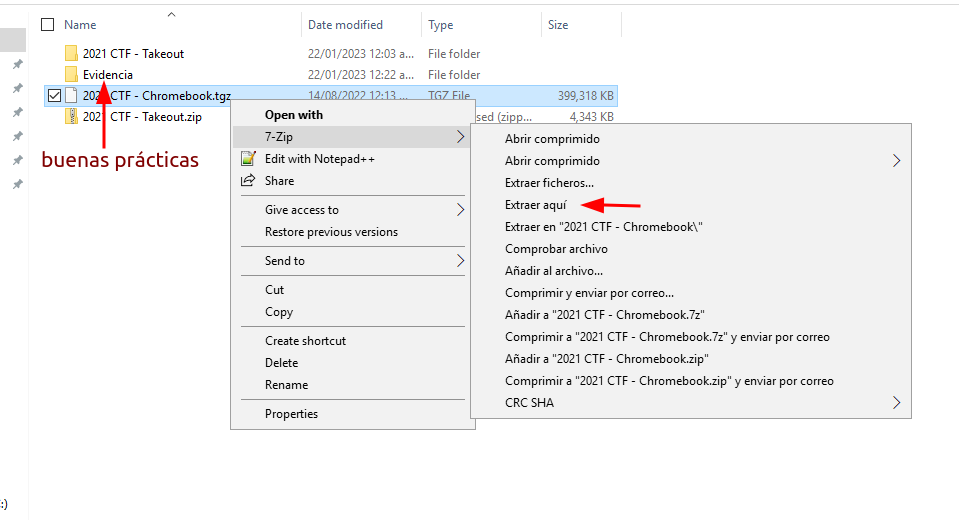 Name Date modified Type Size
2021 CTF - Takeout 22/01/2023 12:03 a... File folder
Evidencia 22/01/2023 12:22 a... File folder
2021 CTF - Chromebook.tgz 14/08/2022 12:13 ... TGZ File 399,318 KB
2021 CTF - Takeout.zip sed (zipp... 4,343 KB
buenas prácticas
Open with
7-Zip
Edit with Notepad++
Share
Give access to
Restore previous versions
Send to
Cut
Copy
Create shortcut
Delete
Rename
Properties
Abrir comprimido
Abrir comprimido
Extraer ficheros...
Extraer aquí
Extraer en "2021 CTF - Chromebook\"
Comprobar archivo
Añadir al archivo...
Comprimir y enviar por correo...
Añadir a "2021 CTF - Chromebook.7z"
Comprimir a "2021 CTF - Chromebook.7z" y enviar por correo
Añadir a "2021 CTF - Chromebook.zip"
Comprimir a "2021 CTF - Chromebook.zip" y enviar por correo
CRC SHA
:)